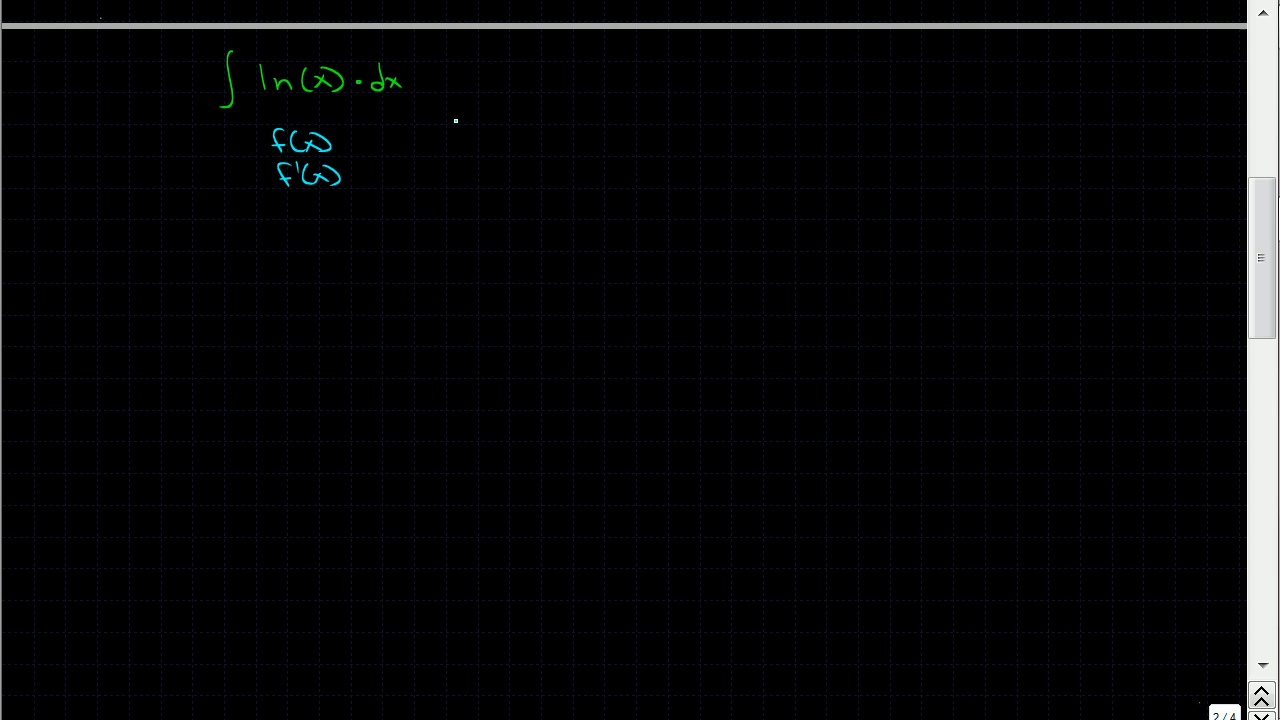 ∫ ln(x) · dx
f(x)
f'(x)
2 / 4